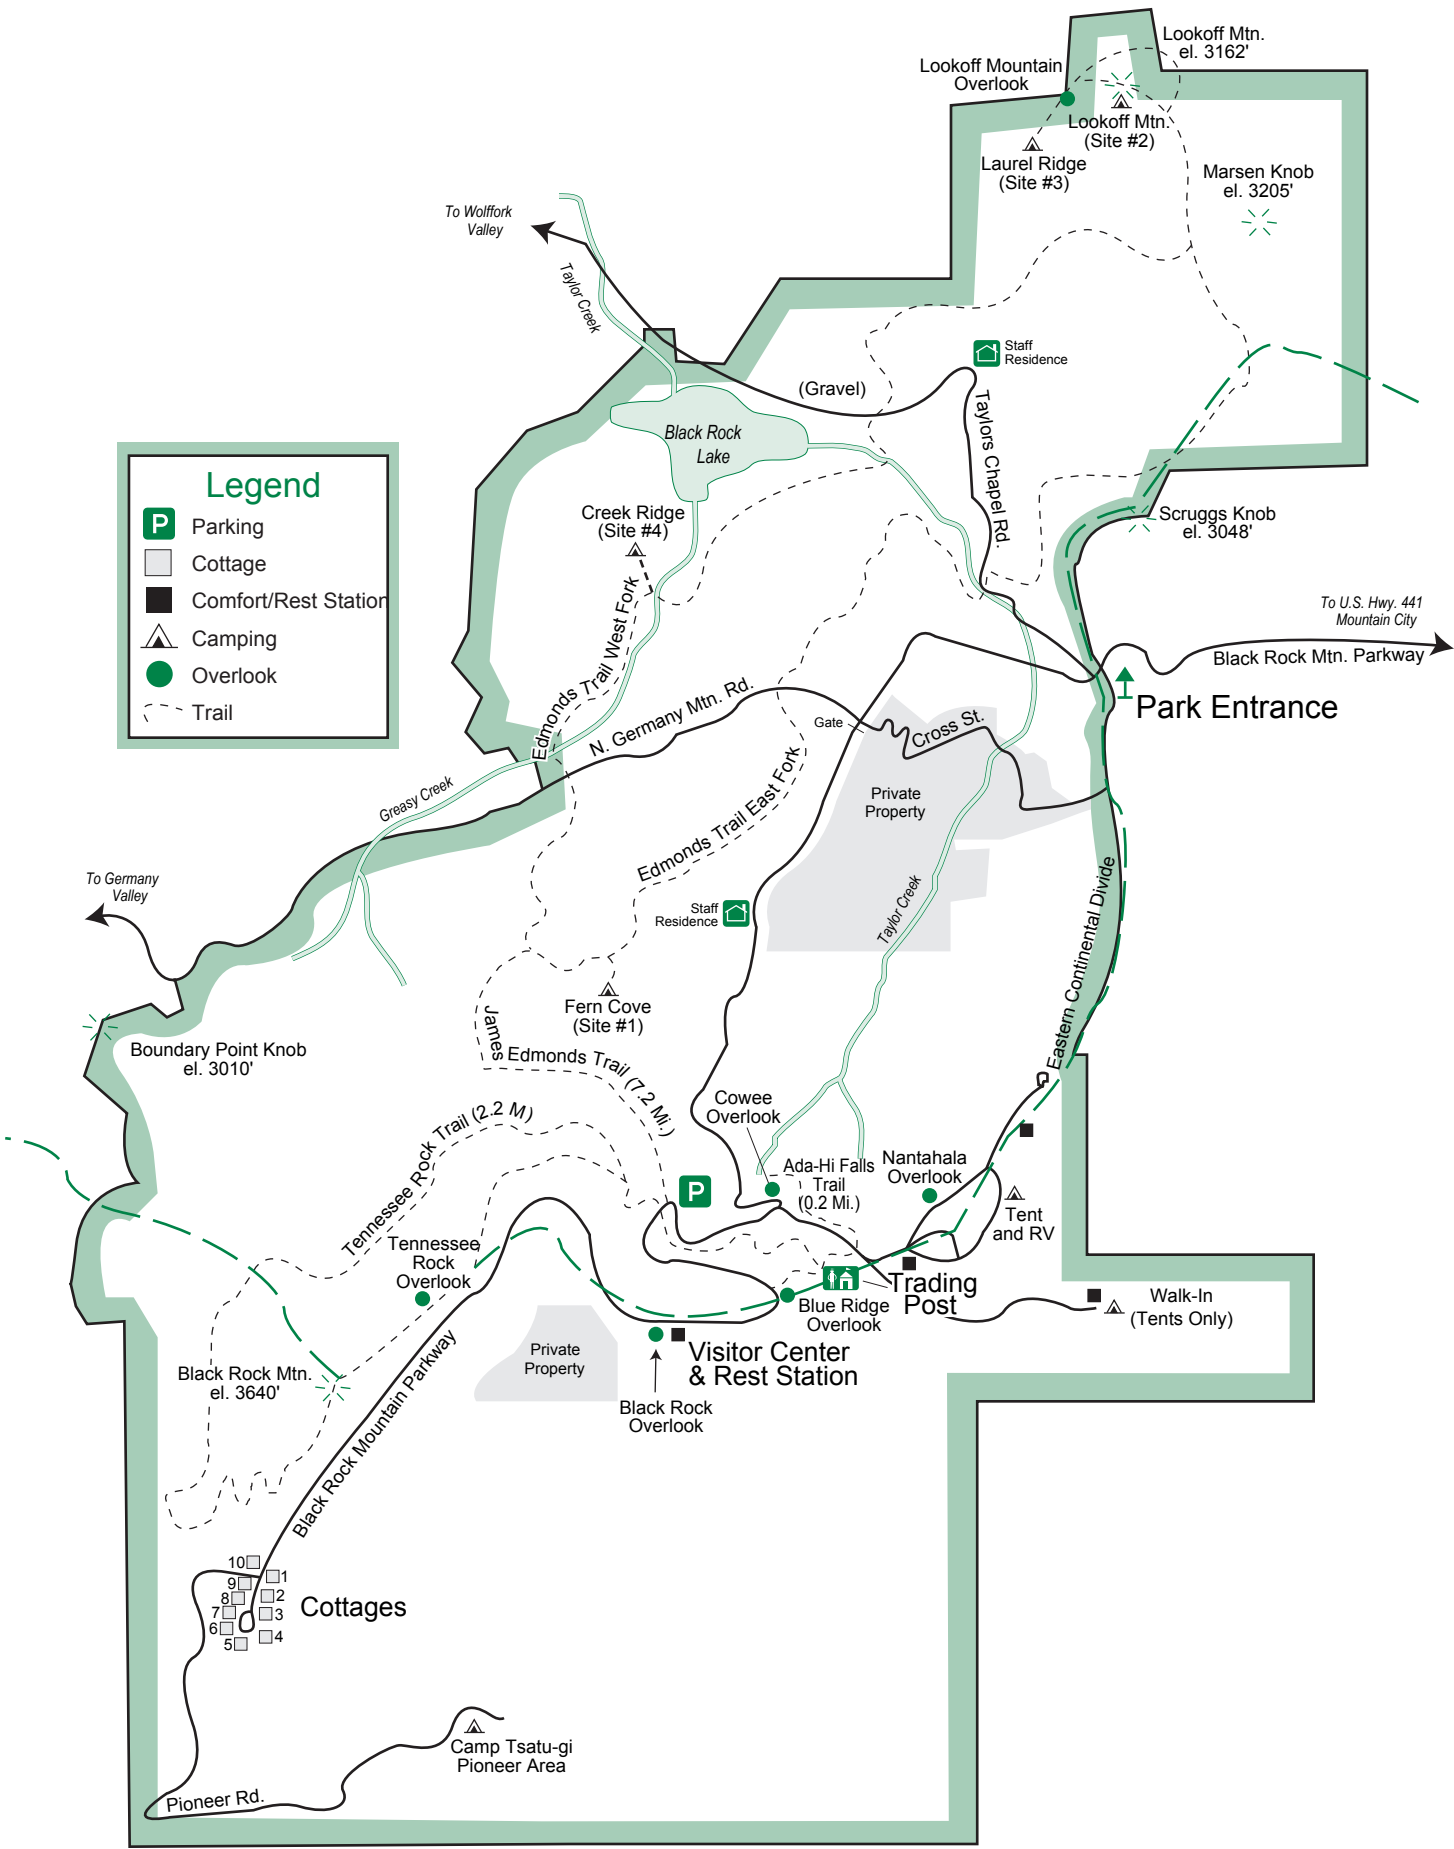 Lookoff Mtn.
el. 3162'
Lookoff Mountain
Overlook
Lookoff Mtn.
(Site #2)
Laurel Ridge
(Site #3)
Marsen Knob
el. 3205'
To Wolffork
Valley
Taylor Creek
Staff
Residence
(Gravel)
Taylors Chapel Rd.
Black Rock
Lake
Legend
P Parking
Cottage
Comfort/Rest Station
Camping
Overlook
Trail
Creek Ridge
(Site #4)
Scruggs Knob
el. 3048'
To U.S. Hwy. 441
Mountain City
Black Rock Mtn. Parkway
Park Entrance
Edmonds Trail West Fork
N. Germany Mtn. Rd.
Gate
Cross St.
Private
Property
Edmonds Trail East Fork
Greasy Creek
To Germany
Valley
Staff
Residence
Taylor Creek
Eastern Continental Divide
Fern Cove
(Site #1)
Boundary Point Knob
el. 3010'
James
Edmonds Trail (7.2 Mi.)
Cowee
Overlook
Tennessee Rock Trail (2.2 M)
Ada-Hi Falls
Trail
(0.2 Mi.)
Nantahala
Overlook
P
Tent
and RV
Tennessee
Rock
Overlook
Trading
Post
Blue Ridge
Overlook
Walk-In
(Tents Only)
Visitor Center
& Rest Station
Private
Property
Black Rock Mtn.
el. 3640'
Black Rock
Overlook
Black Rock Mountain Parkway
10
1
9
2
8
7
3
6
4
5
Cottages
Camp Tsatu-gi
Pioneer Area
Pioneer Rd.